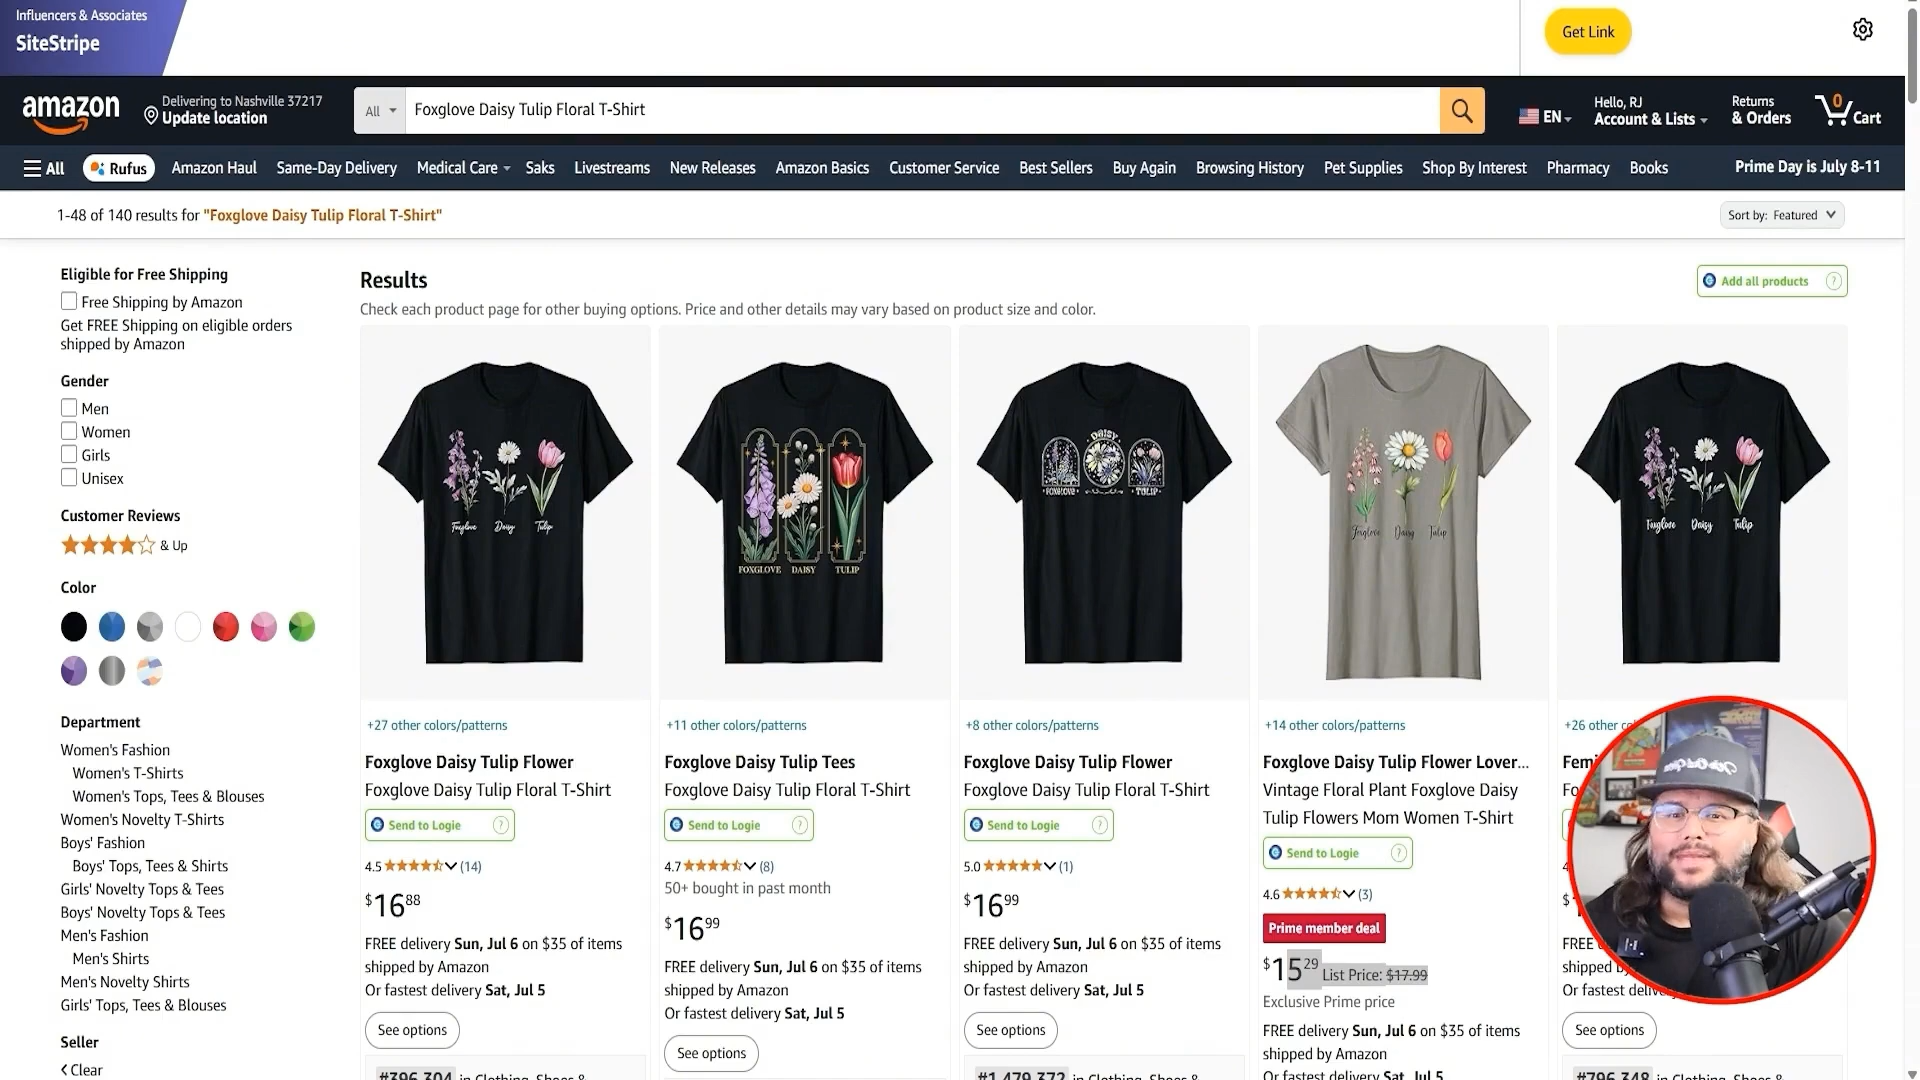 Influencers & Associates
SiteStripe
Get Link
amazon
Delivering to Nashville 37217
Update location
All
Foxglove Daisy Tulip Floral T-Shirt
EN
Hello, RJ
Account & Lists
Returns
& Orders
0
Cart
All
Rufus
Amazon Haul
Same-Day Delivery
Medical Care
Saks
Livestreams
New Releases
Amazon Basics
Customer Service
Best Sellers
Buy Again
Browsing History
Pet Supplies
Shop By Interest
Pharmacy
Books
Prime Day is July 8-11
1-48 of 140 results for "Foxglove Daisy Tulip Floral T-Shirt"
Sort by: Featured
Eligible for Free Shipping
Free Shipping by Amazon
Get FREE Shipping on eligible orders
shipped by Amazon
Gender
Men
Women
Girls
Unisex
Customer Reviews
& Up
Color
Department
Women's Fashion
Women's T-Shirts
Women's Tops, Tees & Blouses
Women's Novelty T-Shirts
Boys' Fashion
Boys' Tops, Tees & Shirts
Girls' Novelty Tops & Tees
Boys' Novelty Tops & Tees
Men's Fashion
Men's Shirts
Men's Novelty Shirts
Girls' Tops, Tees & Blouses
Seller
Clear
Results
Check each product page for other buying options. Price and other details may vary based on product size and color.
Add all products ?
Foxglove Daisy Tulip
+27 other colors/patterns
Foxglove Daisy Tulip Flower
Foxglove Daisy Tulip Floral T-Shirt
Send to Logie ?
4.5 (14)
$16.88
FREE delivery Sun, Jul 6 on $35 of items
shipped by Amazon
Or fastest delivery Sat, Jul 5
See options
#396,304 in Clothing, Shoes &
FOXGLOVE DAISY TULIP
+11 other colors/patterns
Foxglove Daisy Tulip Tees
Foxglove Daisy Tulip Floral T-Shirt
Send to Logie ?
4.7 (8)
50+ bought in past month
$16.99
FREE delivery Sun, Jul 6 on $35 of items
shipped by Amazon
Or fastest delivery Sat, Jul 5
See options
DAISY
FOXGLOVE TULIP
+8 other colors/patterns
Foxglove Daisy Tulip Flower
Foxglove Daisy Tulip Floral T-Shirt
Send to Logie ?
5.0 (1)
$16.99
FREE delivery Sun, Jul 6 on $35 of items
shipped by Amazon
Or fastest delivery Sat, Jul 5
See options
#1,479,372 in Clothing, Shoes &
Foxglove Daisy Tulip
+14 other colors/patterns
Foxglove Daisy Tulip Flower Lover...
Vintage Floral Plant Foxglove Daisy
Tulip Flowers Mom Women T-Shirt
Send to Logie ?
4.6 (3)
Prime member deal
$15.29 List Price: $17.99
Exclusive Prime price
FREE delivery Sun, Jul 6 on $35 of items
shipped by Amazon
Or fastest delivery Sat, Jul 5
Foxglove Daisy Tulip
+26 other
FREE
shipped
Or fastest
See options
#796,348 in Clothing, Shoes &